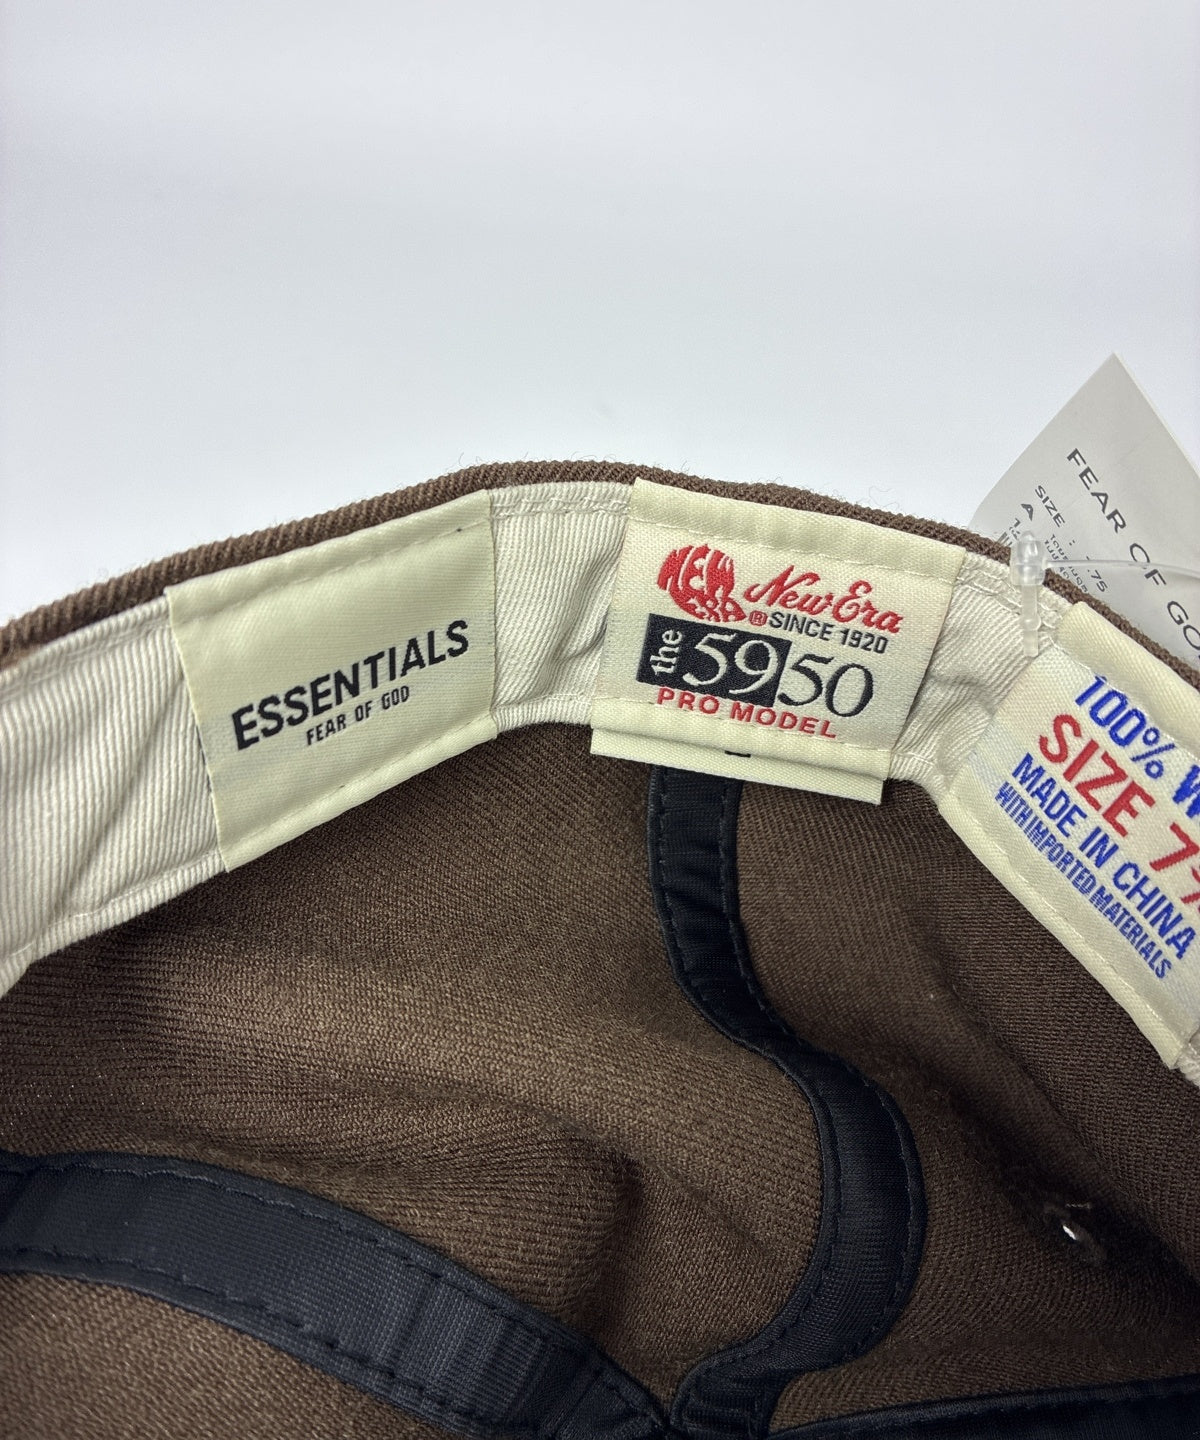 ESSENTIALS
FEAR OF GOD
NEW
ERA
New Era
®SINCE 1920
the 5950
PRO MODEL
100%
SIZE 7
MADE IN CHINA
WITH IMPORTED MATERIALS
FEAR OF
SIZE :
A